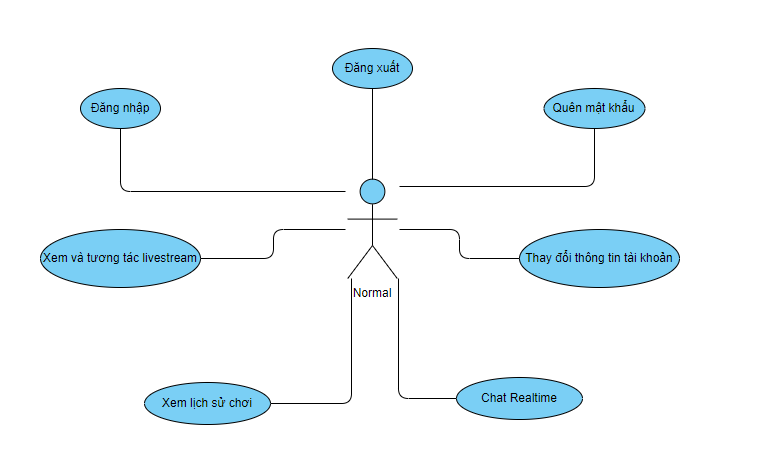 Đăng xuất
Đăng nhập
Quên mật khẩu
Xem và tương tác livestream
Thay đổi thông tin tài khoản
Normal
Xem lịch sử chơi
Chat Realtime